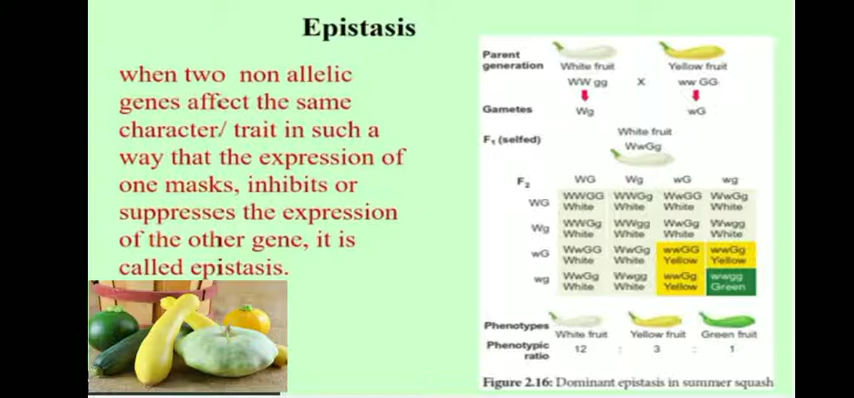 Epistasis
when two non allelic
genes affect the same
character/ trait in such a
way that the expression of
one masks, inhibits or
suppresses the expression
of the other gene, it is
called epistasis.
Parent
generation
White fruit Yellow fruit
WW gg X ww GG
Gametes Wg wG
F₁ (selfed)
White fruit
WwGg
F₂ WG Wg wG wg
WG WWGG WWGg WwGG WwGg
White White White White
Wg WWGg WWgg WwGg Wwgg
White White White White
wG WwGG WwGg wwGG wwGg
White White Yellow Yellow
wg WwGg Wwgg wwGg wwgg
White White Yellow Green
Phenotypes White fruit Yellow fruit Green fruit
Phenotypic
ratio 12 : 3 : 1
Figure 2.16: Dominant epistasis in summer squash